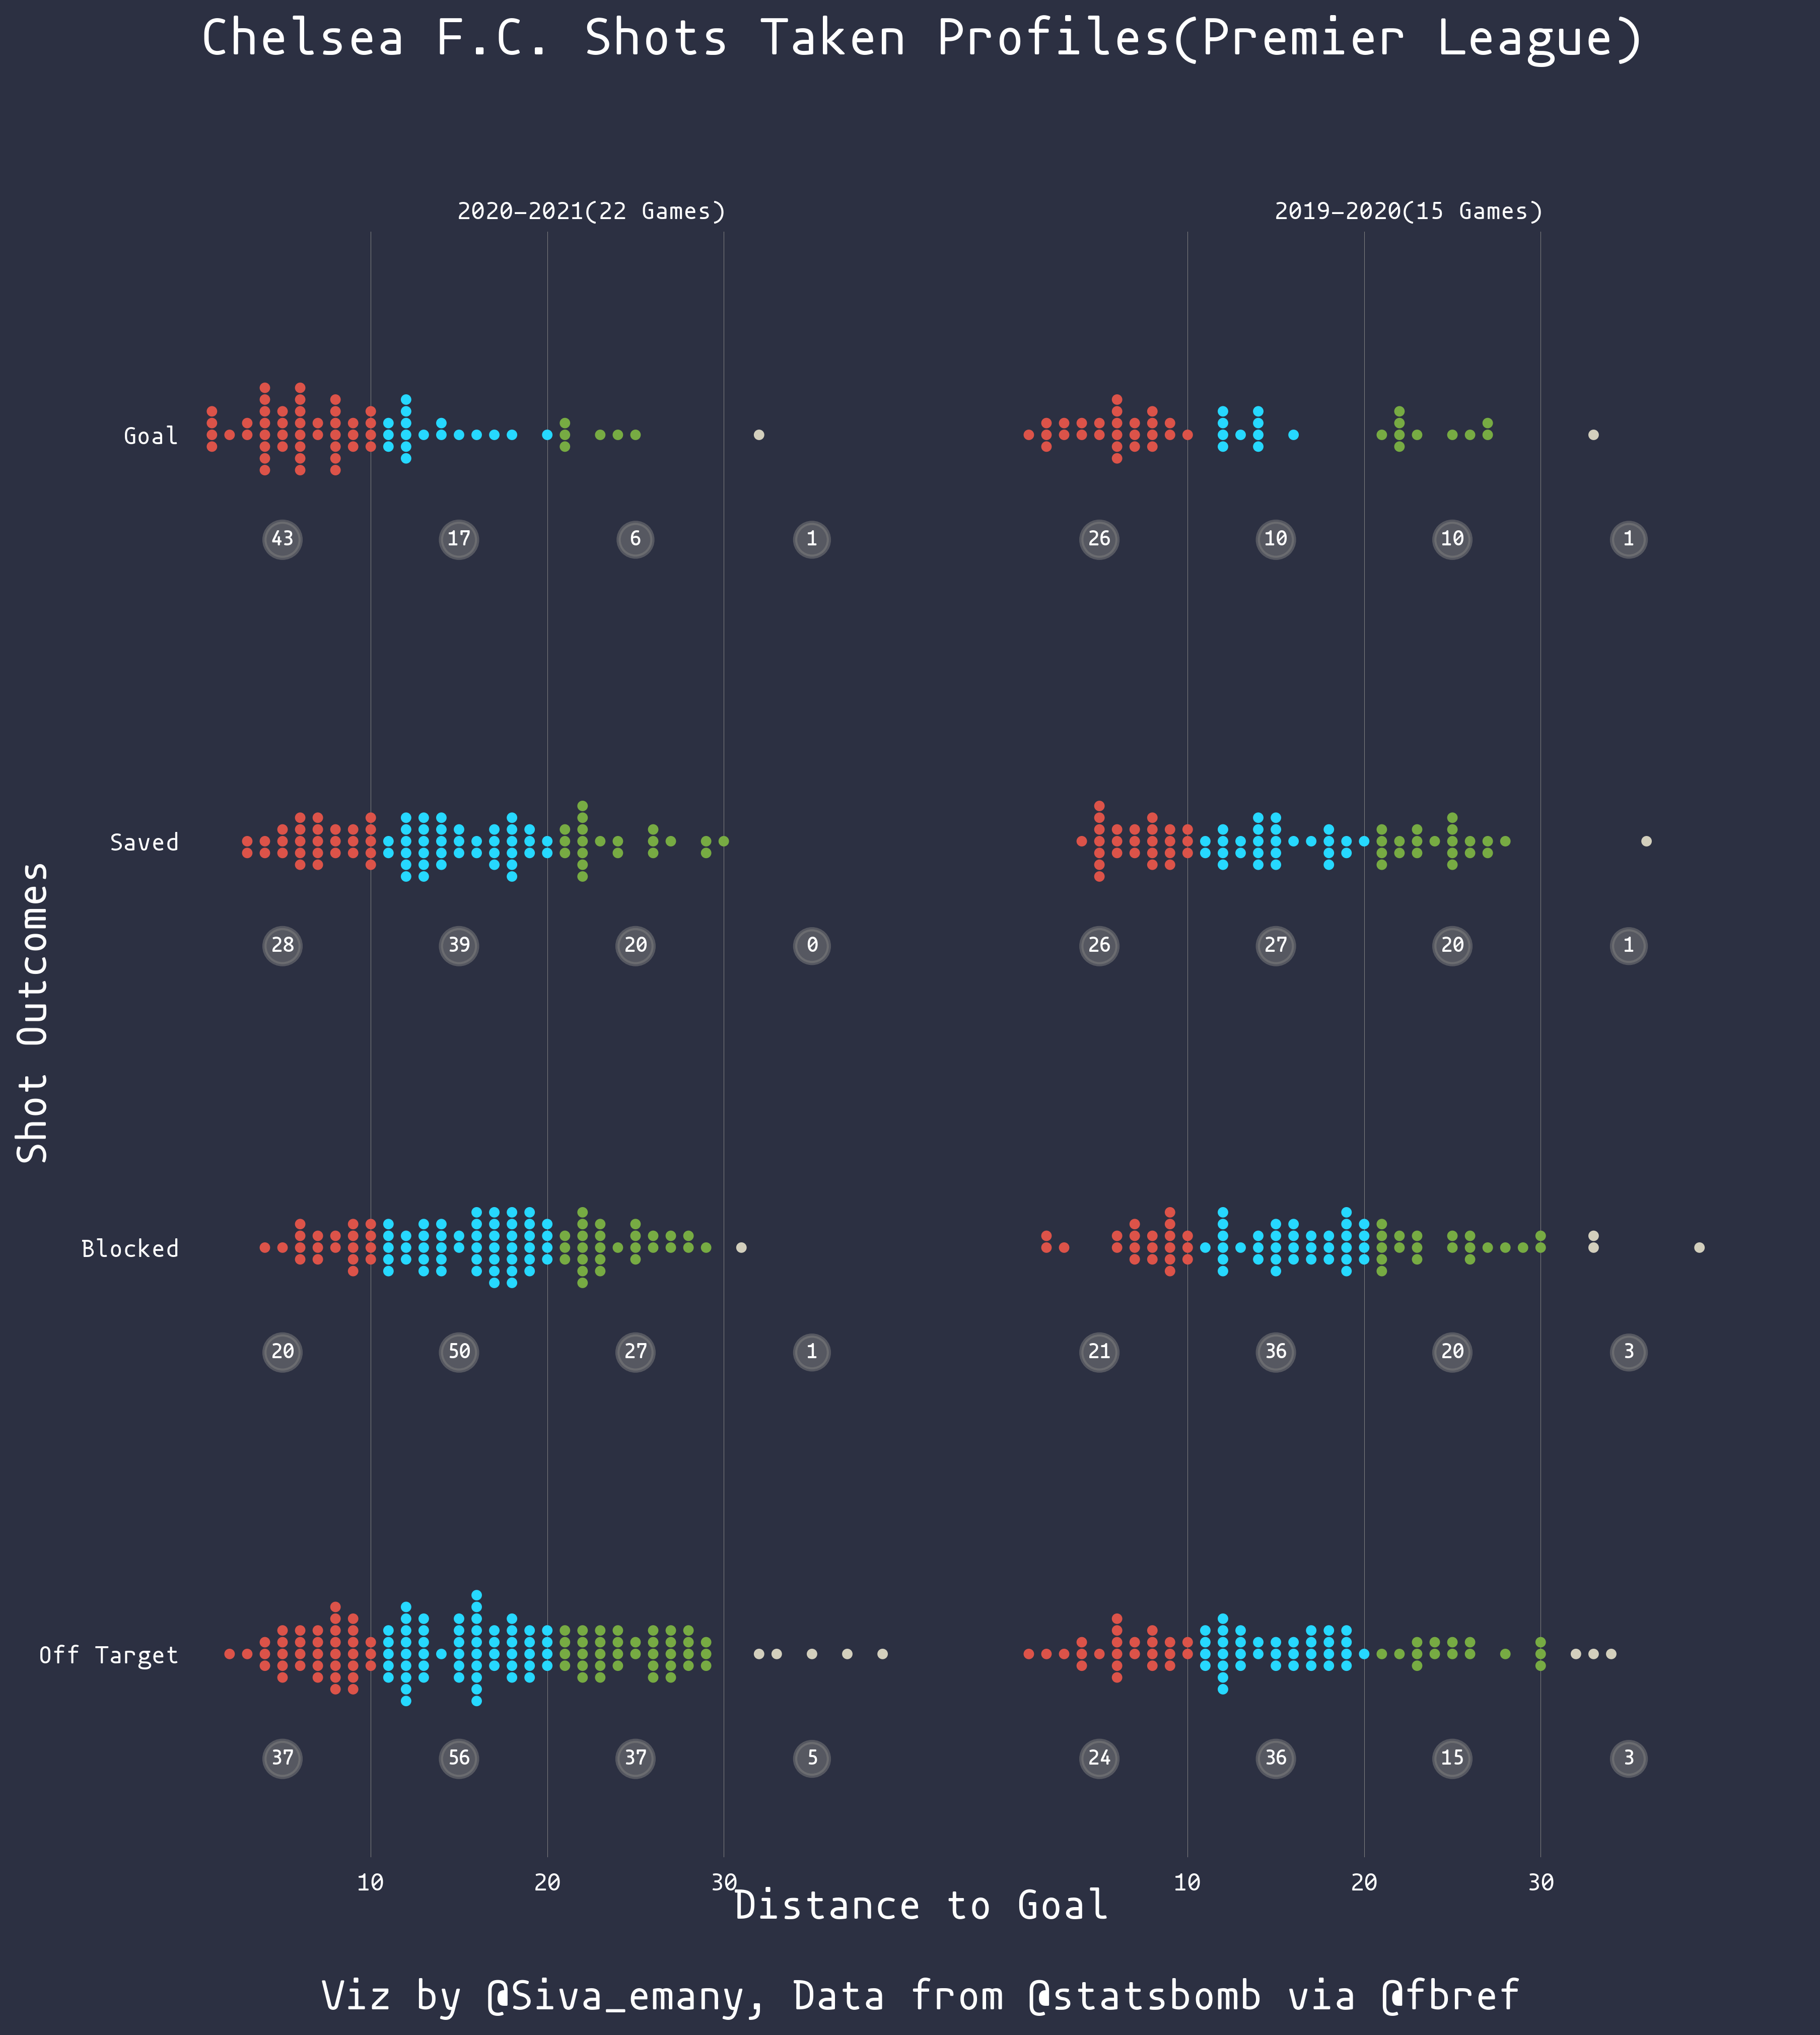 Chelsea F.C. Shots Taken Profiles(Premier League)
2020-2021(22 Games) 2019-2020(15 Games)
Goal
43 17 6 1 26 10 10 1
Saved
28 39 20 0 26 27 20 1
Shot Outcomes
Blocked
20 50 27 1 21 36 20 3
Off Target
37 56 37 5 24 36 15 3
10 20 30 10 20 30
Distance to Goal
Viz by @Siva_emany, Data from @statsbomb via @fbref